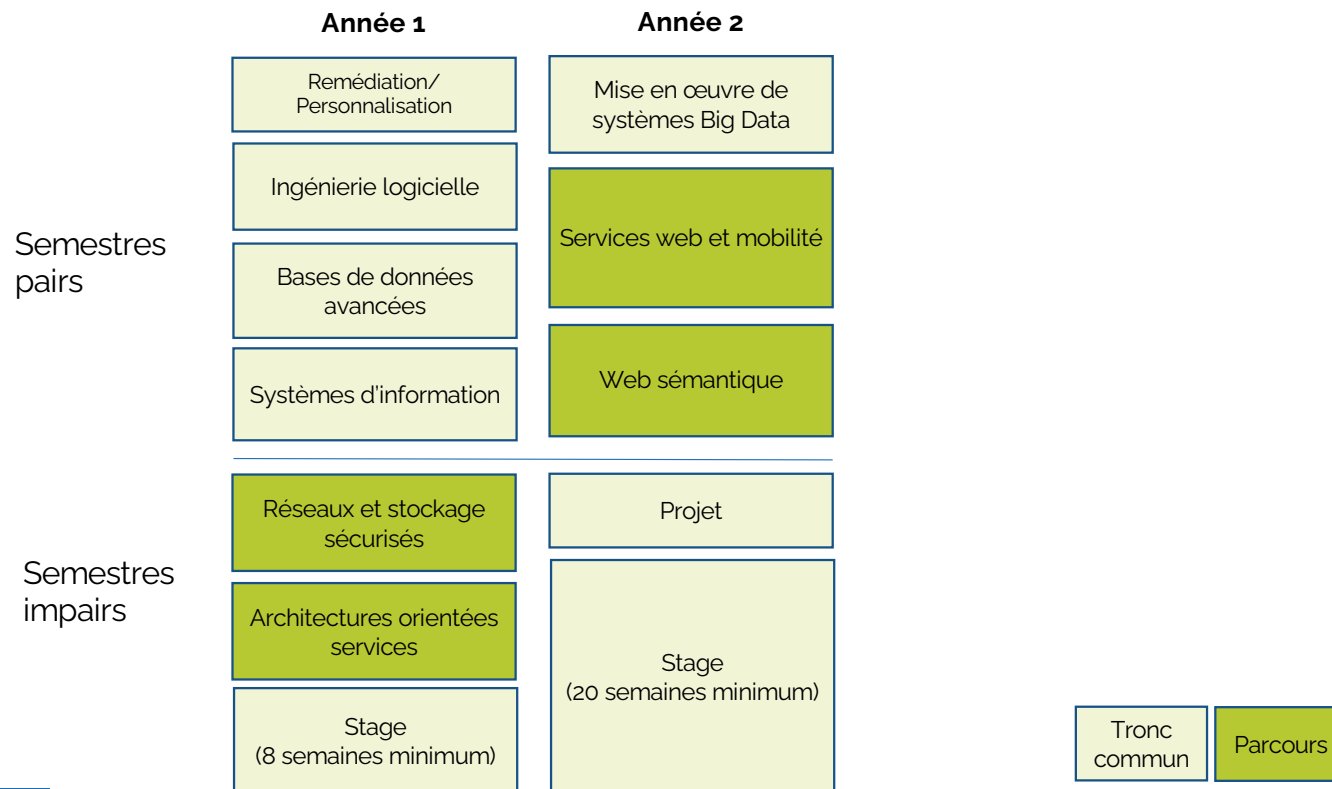 Année 1
Année 2
Remédiation/
Personnalisation
Mise en œuvre de
systèmes Big Data
Ingénierie logicielle
Services web et mobilité
Semestres
pairs
Bases de données
avancées
Systèmes d'information
Web sémantique
Réseaux et stockage
sécurisés
Projet
Semestres
impairs
Architectures orientées
services
Stage
(20 semaines minimum)
Stage
(8 semaines minimum)
Tronc
commun
Parcours